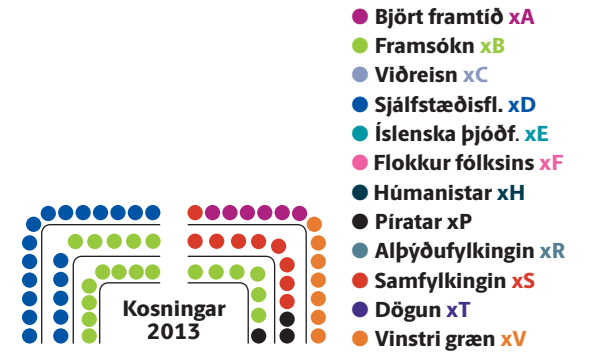 Björt framtíð xA
Framsókn xB
Viðreisn xC
Sjálfstæðisfl. xD
Íslenska þjóðf. xE
Flokkur fólksins xF
Húmanistar xH
Píratar xP
Alþýðufylkingin xR
Samfylkingin xS
Dögun xT
Vinstri græn xV
Kosningar
2013